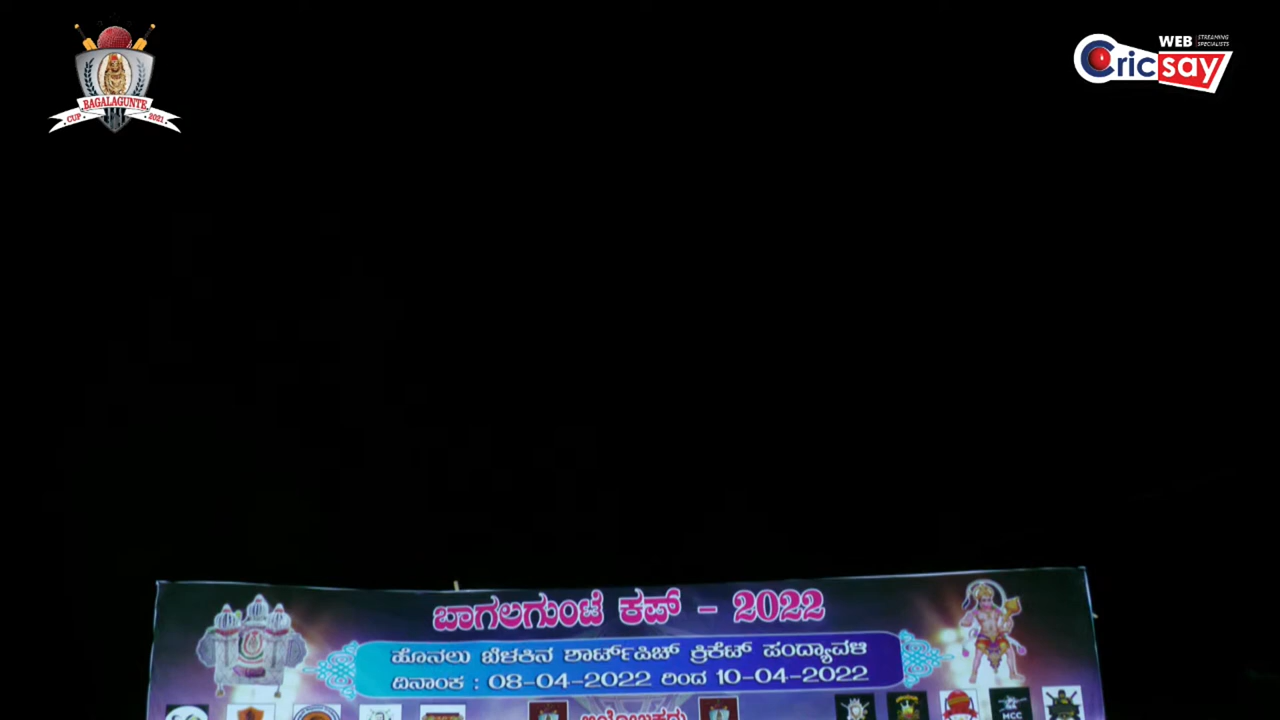 BAGALAGUNTE
CUP 2021
WEB STREAMING SPECIALISTS
Cricsay
ಬಾಗಲಗುಂಟೆ ಕಪ್ - 2022
ಹೊನಲು ಬೆಳಕಿನ ಶಾರ್ಟ್‌ಪಿಚ್ ಕ್ರಿಕೆಟ್ ಪಂದ್ಯಾವಳಿ
ದಿನಾಂಕ : 08-04-2022 ರಿಂದ 10-04-2022
MCC